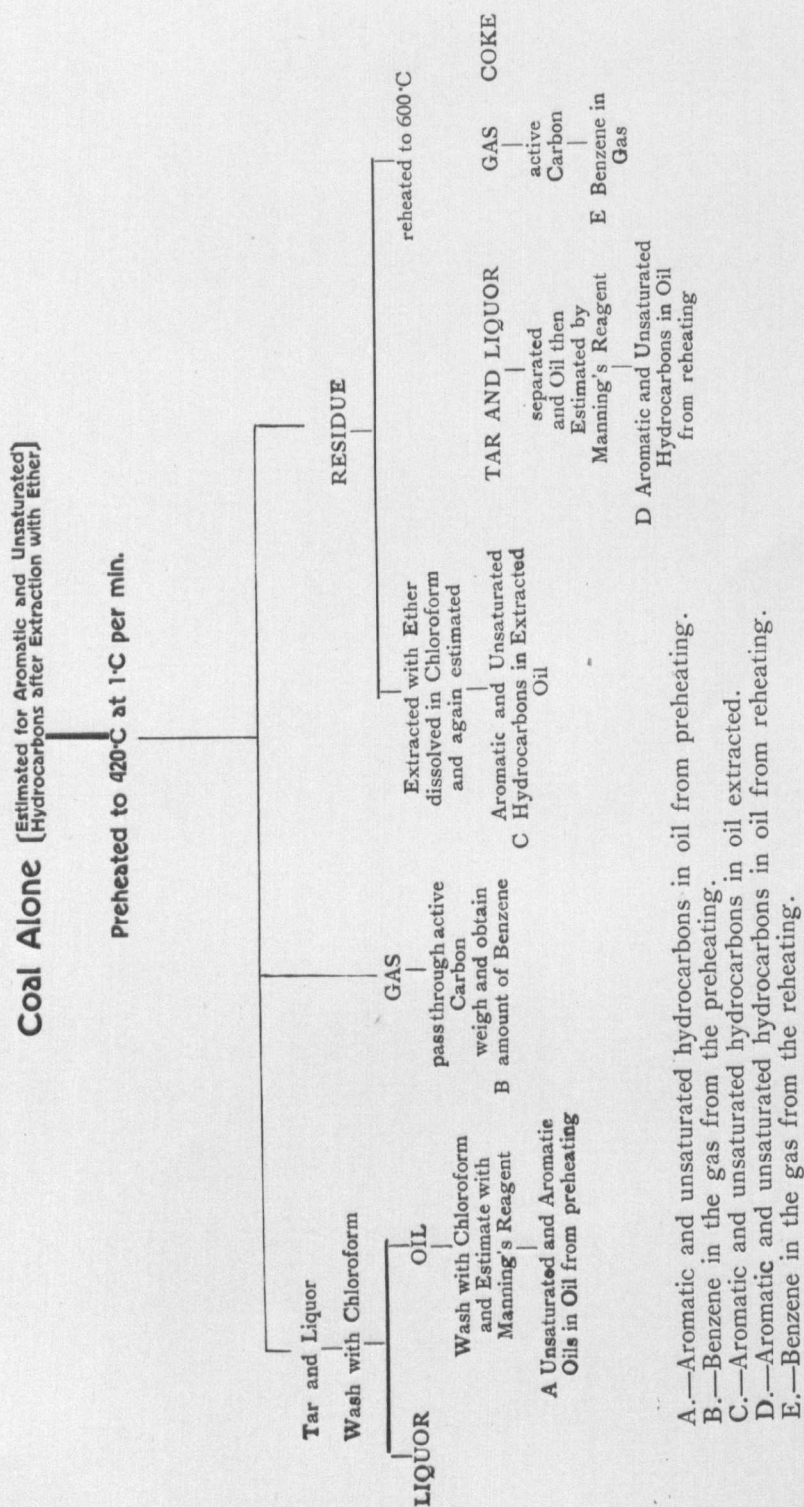 Coal Alone [Estimated for Aromatic and Unsaturated]
[Hydrocarbons after Extraction with Ether]
Preheated to 420°C at 1°C per min.
Tar and Liquor
Wash with Chloroform
LIQUOR
OIL
Wash with Chloroform
and Estimate with
Manning's Reagent
A Unsaturated and Aromatie
Oils in Oil from preheating
GAS
pass through active
Carbon
weigh and obtain
B amount of Benzene
RESIDUE
Extracted with Ether
dissolved in Chloroform
and again estimated
Aromatic and Unsaturated
C Hydrocarbons in Extracted
Oil
reheated to 600°C
TAR AND LIQUOR
separated
and Oil then
Estimated by
Manning's Reagent
D Aromatic and Unsaturated
Hydrocarbons in Oil
from reheating
GAS
active
Carbon
E Benzene in
Gas
COKE
A.—Aromatic and unsaturated hydrocarbons in oil from preheating.
B.—Benzene in the gas from the preheating.
C.—Aromatic and unsaturated hydrocarbons in oil extracted.
D.—Aromatic and unsaturated hydrocarbons in oil from reheating.
E.—Benzene in the gas from the reheating.